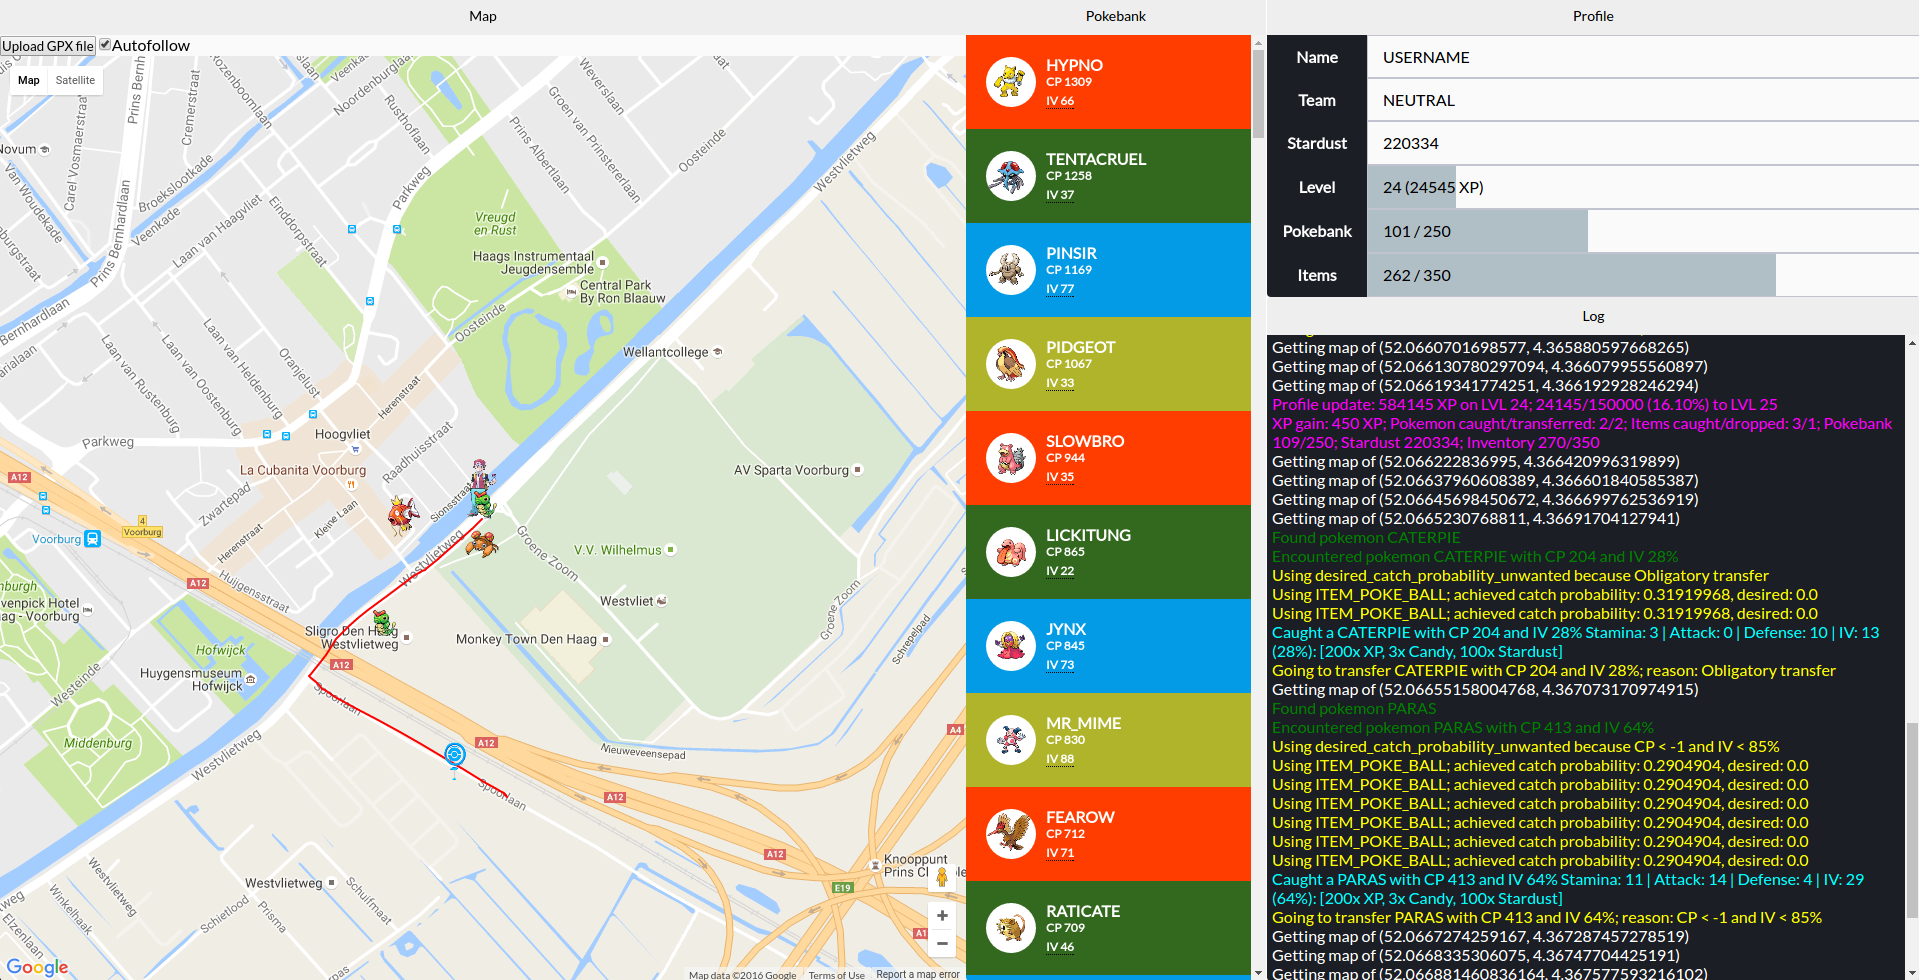 Map
Upload GPX file
Autofollow
Map
Satellite
Prins Bernhardlaan
Rozenboomlaan
Veenkade
Noordenburglaan
Rusthoflaan
Weverslaan
Groen van Prinstererlaan
Prins Albertlaan
Oosteinde
Westvlietweg
Cremerstraat
Carel Vosmaerstraat
Novum
Van Woudekade
Broekslootkade
Veenkade
Laan van Haagvliet
Einddorpstraat
Parkweg
Vreugd
en Rust
Haags Instrumentaal
Jeugdensemble
Central Park
By Ron Blaauw
Bernhardlaan
Laan van Rustenburg
Laan van Oostenburg
Laan van Heldenburg
Oranjelust
Oosteinde
Wellantcollege
Herenstraat
Parkweg
Hoogvliet
La Cubanita Voorburg
Raadhuisstraat
AV Sparta Voorburg
A12
Zwartepad
Kleine Laan
Sionsstraat
4
Voorburg
Voorburg
Herenstraat
Westvlietweg
Groene Zoom
V.V. Wilhelmus
A12
Huijgensstraat
Westvliet
Groene Zoom
Schrepelpad
Sligro Den Haag
Westvlietweg
Monkey Town Den Haag
Hofwijck
A12
Huygensmuseum
Hofwijck
Westeinde
Spoorlaan
Middenburg
Westvlietweg
A12
Nieuweveensepad
A4
Spoorlaan
A12
A12
Knooppunt
E19
Westvlietweg
Westvlietweg
Winkelhaak
Schietlood
Prisma
Schuifmaat
Elzenlaan
Google
Map data ©2016 Google
Terms of Use
Report a map error
Pokebank
HYPNO
CP 1309
IV 66
TENTACRUEL
CP 1258
IV 37
PINSIR
CP 1169
IV 77
PIDGEOT
CP 1067
IV 33
SLOWBRO
CP 944
IV 35
LICKITUNG
CP 865
IV 22
JYNX
CP 845
IV 73
MR_MIME
CP 830
IV 88
FEAROW
CP 712
IV 71
RATICATE
CP 709
IV 46
Profile
Name USERNAME
Team NEUTRAL
Stardust 220334
Level 24 (24545 XP)
Pokebank 101 / 250
Items 262 / 350
Log
Getting map of (52.0660701698577, 4.365880597668265)
Getting map of (52.066130780297094, 4.366079955560897)
Getting map of (52.06619341774251, 4.366192928246294)
Profile update: 584145 XP on LVL 24; 24145/150000 (16.10%) to LVL 25
XP gain: 450 XP; Pokemon caught/transferred: 2/2; Items caught/dropped: 3/1; Pokebank
109/250; Stardust 220334; Inventory 270/350
Getting map of (52.066222836995, 4.366420996319899)
Getting map of (52.06637960608389, 4.366601840585387)
Getting map of (52.06645698450672, 4.366699762536919)
Getting map of (52.0665230768811, 4.36691704127941)
Found pokemon CATERPIE
Encountered pokemon CATERPIE with CP 204 and IV 28%
Using desired_catch_probability_unwanted because Obligatory transfer
Using ITEM_POKE_BALL; achieved catch probability: 0.31919968, desired: 0.0
Using ITEM_POKE_BALL; achieved catch probability: 0.31919968, desired: 0.0
Caught a CATERPIE with CP 204 and IV 28% Stamina: 3 | Attack: 0 | Defense: 10 | IV: 13
(28%): [200x XP, 3x Candy, 100x Stardust]
Going to transfer CATERPIE with CP 204 and IV 28%; reason: Obligatory transfer
Getting map of (52.06655158004768, 4.367073170974915)
Found pokemon PARAS
Encountered pokemon PARAS with CP 413 and IV 64%
Using desired_catch_probability_unwanted because CP < -1 and IV < 85%
Using ITEM_POKE_BALL; achieved catch probability: 0.2904904, desired: 0.0
Using ITEM_POKE_BALL; achieved catch probability: 0.2904904, desired: 0.0
Using ITEM_POKE_BALL; achieved catch probability: 0.2904904, desired: 0.0
Using ITEM_POKE_BALL; achieved catch probability: 0.2904904, desired: 0.0
Using ITEM_POKE_BALL; achieved catch probability: 0.2904904, desired: 0.0
Using ITEM_POKE_BALL; achieved catch probability: 0.2904904, desired: 0.0
Caught a PARAS with CP 413 and IV 64% Stamina: 11 | Attack: 14 | Defense: 4 | IV: 29
(64%): [200x XP, 3x Candy, 100x Stardust]
Going to transfer PARAS with CP 413 and IV 64%; reason: CP < -1 and IV < 85%
Getting map of (52.0667274259167, 4.367287457278519)
Getting map of (52.0668335306075, 4.36747704425191)
Getting map of (52.066881460836164, 4.367577593216102)